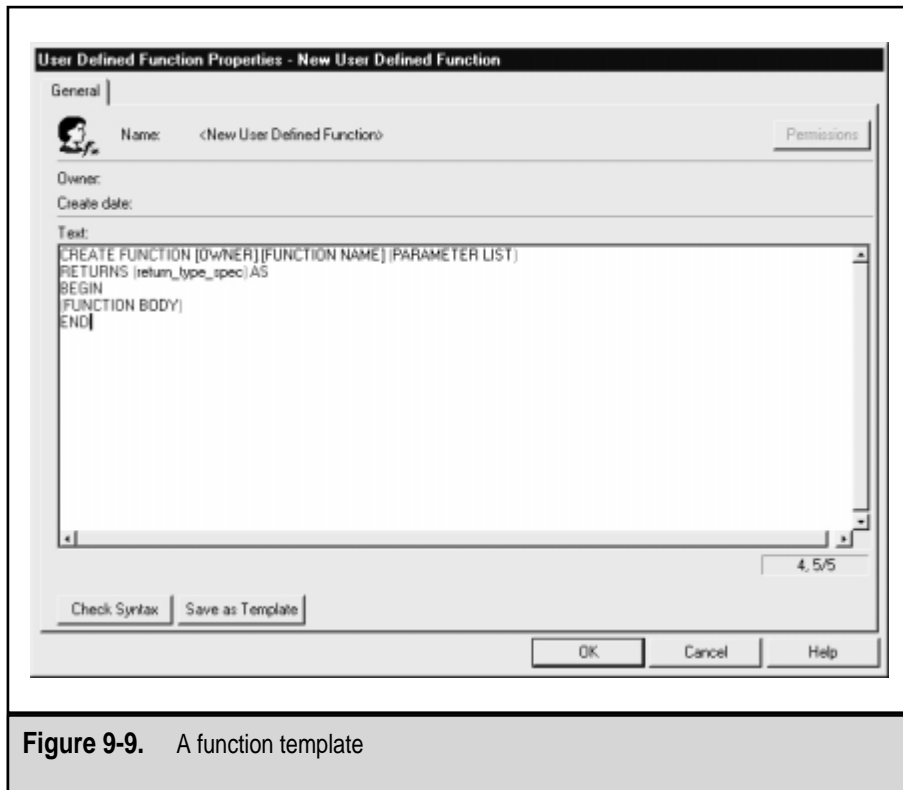 User Defined Function Properties - New User Defined Function
General
Name: <New User Defined Function>
Permissions
Owner:
Create date:
Text:
CREATE FUNCTION [OWNER].[FUNCTION NAME] (PARAMETER LIST)
RETURNS (return_type_spec) AS
BEGIN
(FUNCTION BODY)
END
4, 5/5
Check Syntax
Save as Template
OK
Cancel
Help
Figure 9-9. A function template